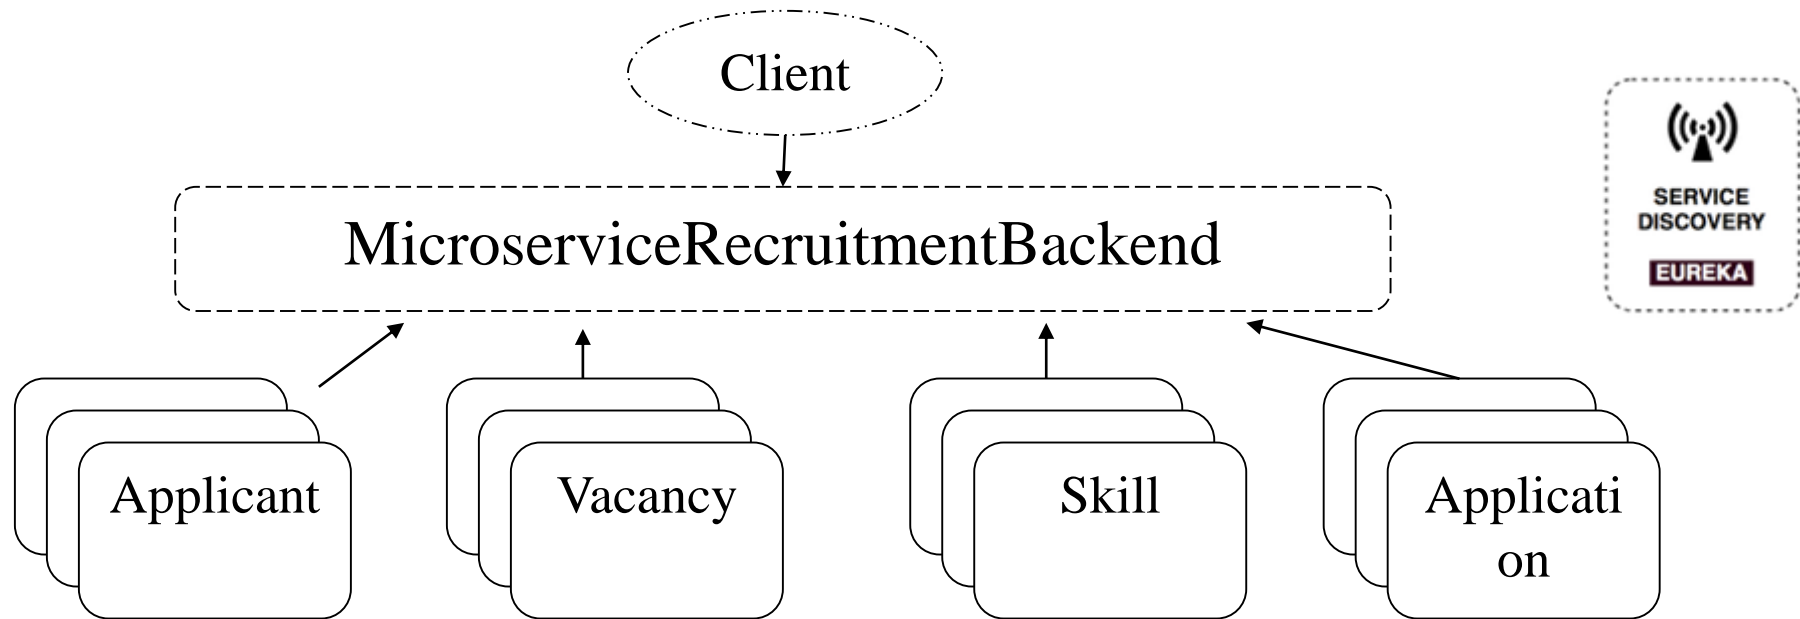 Client
SERVICE
DISCOVERY
EUREKA
MicroserviceRecruitmentBackend
Applicant
Vacancy
Skill
Applicati
on